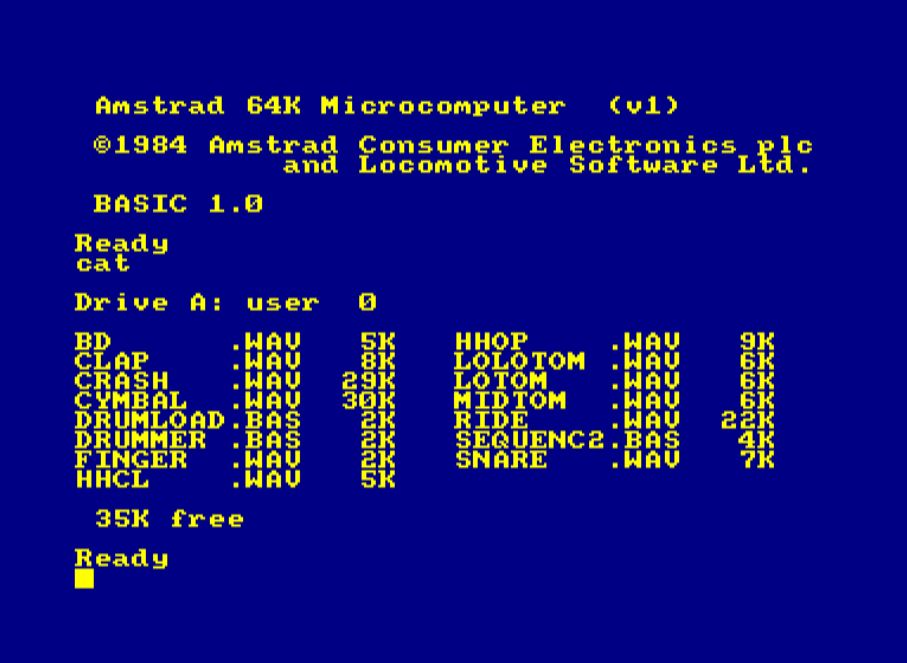 Amstrad 64K Microcomputer  (v1)
©1984 Amstrad Consumer Electronics plc
and Locomotive Software Ltd.
BASIC 1.0
Ready
cat
Drive A: user  0
BD      .WAV   5K   HHOP    .WAV   9K
CLAP    .WAV   8K   LOLOTOM .WAV   6K
CRASH   .WAV  29K   LOTOM   .WAV   6K
CYMBAL  .WAV  30K   MIDTOM  .WAV   6K
DRUMLOAD.BAS   2K   RIDE    .WAV  22K
DRUMMER .BAS   2K   SEQUENC2.BAS   4K
FINGER  .WAV   2K   SNARE   .WAV   7K
HHCL    .WAV   5K
35K free
Ready